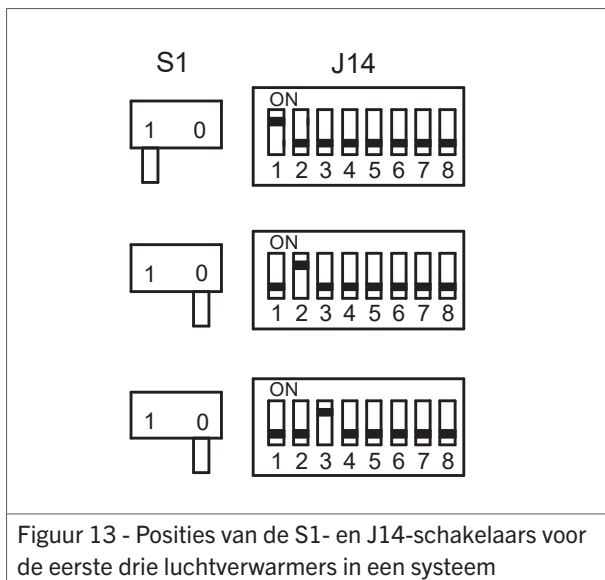 S1 J14
ON
1 0
1 2 3 4 5 6 7 8
ON
1 0
1 2 3 4 5 6 7 8
ON
1 0
1 2 3 4 5 6 7 8
Figuur 13 - Posities van de S1- en J14-schakelaars voor
de eerste drie luchtverwarmers in een systeem